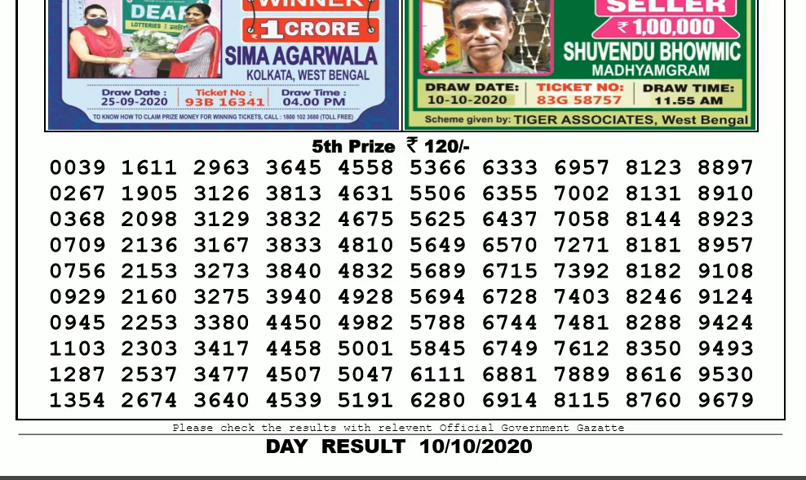 DEAR
LOTTERIES
WINNER
₹1 CRORE
SIMA AGARWALA
KOLKATA, WEST BENGAL
Draw Date : 25-09-2020
Ticket No : 93B 16341
Draw Time : 04.00 PM
TO KNOW HOW TO CLAIM PRIZE MONEY FOR WINNING TICKETS, CALL : 1800 102 3680 (TOLL FREE)
SELLER
₹ 1,00,000
SHUVENDU BHOWMIC
MADHYAMGRAM
DRAW DATE: 10-10-2020
TICKET NO: 83G 58757
DRAW TIME: 11.55 AM
Scheme given by: TIGER ASSOCIATES, West Bengal
5th Prize ₹ 120/-
0039 1611 2963 3645 4558 5366 6333 6957 8123 8897
0267 1905 3126 3813 4631 5506 6355 7002 8131 8910
0368 2098 3129 3832 4675 5625 6437 7058 8144 8923
0709 2136 3167 3833 4810 5649 6570 7271 8181 8957
0756 2153 3273 3840 4832 5689 6715 7392 8182 9108
0929 2160 3275 3940 4928 5694 6728 7403 8246 9124
0945 2253 3380 4450 4982 5788 6744 7481 8288 9424
1103 2303 3417 4458 5001 5845 6749 7612 8350 9493
1287 2537 3477 4507 5047 6111 6881 7889 8616 9530
1354 2674 3640 4539 5191 6280 6914 8115 8760 9679
Please check the results with relevent Official Government Gazatte
DAY RESULT 10/10/2020